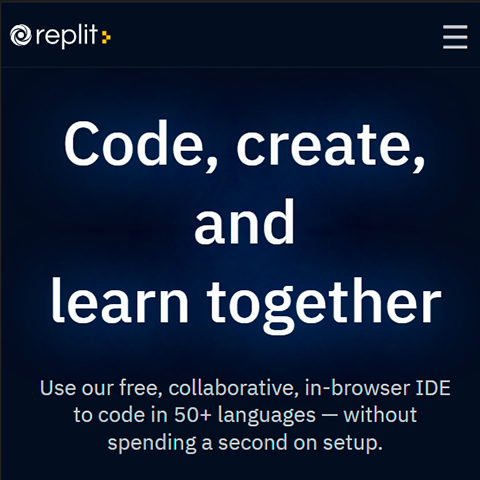 replit
Code, create,
and
learn together
Use our free, collaborative, in-browser IDE
to code in 50+ languages — without
spending a second on setup.